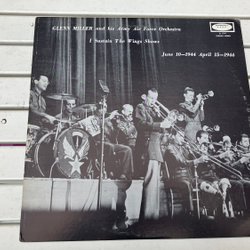 GLENN MILLER and his Army Air Force Orchestra
I Sustain The Wings Shows
June 10—1944 April 15—1944